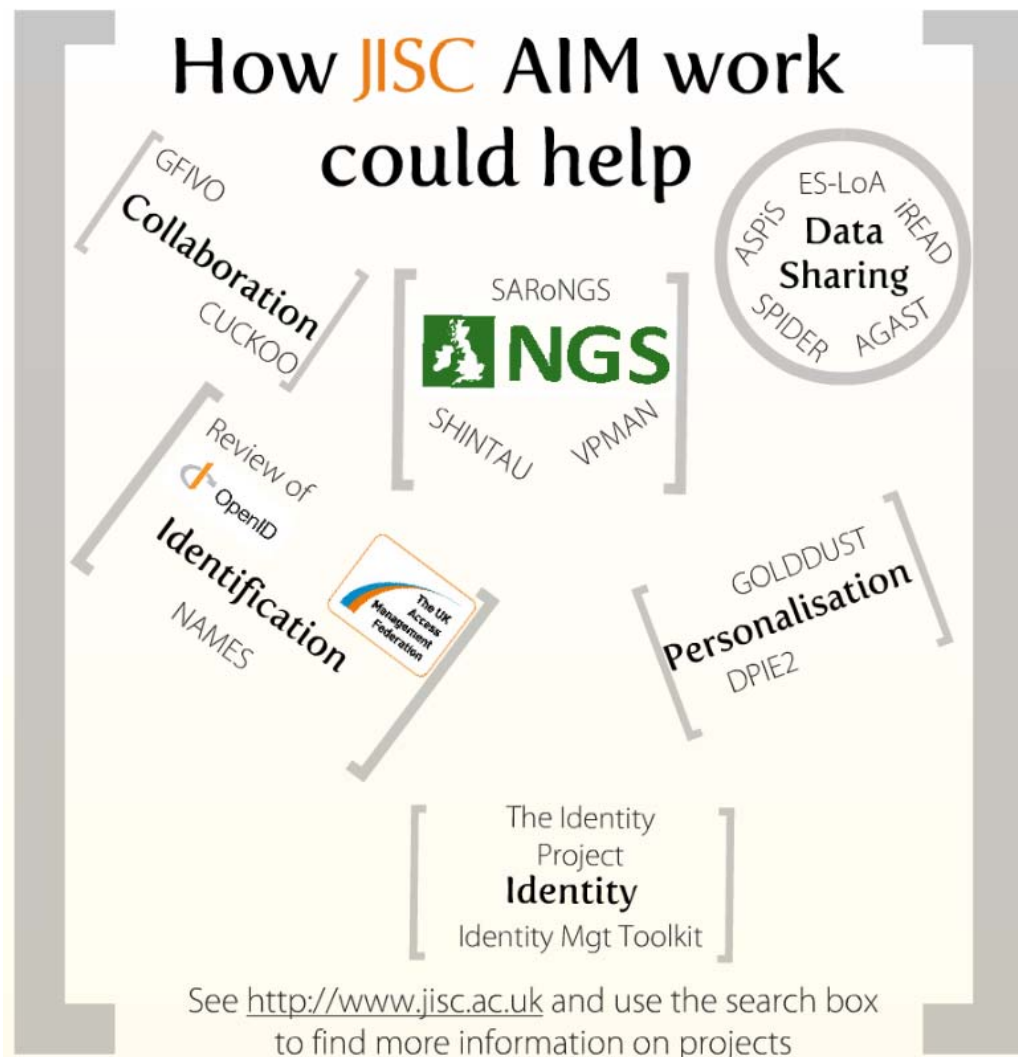 How JISC AIM work
could help
GFIVO
Collaboration
CUCKOO
SARoNGS
NGS
SHINTAU
VPMAN
ES-LoA
ASPiS
iREAD
Data
Sharing
SPIDER
AGAST
Review of
OpenID
Identification
NAMES
The UK
Access
Management
Federation
GOLDDUST
Personalisation
DPIE2
The Identity
Project
Identity
Identity Mgt Toolkit
See http://www.jisc.ac.uk and use the search box
to find more information on projects